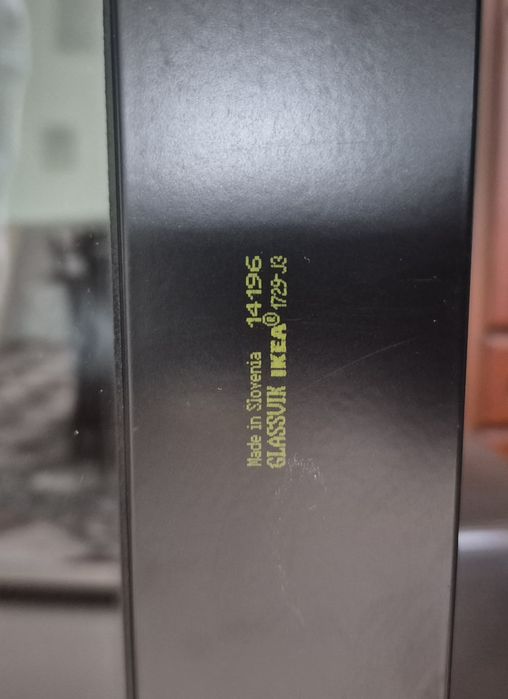 Made in Slovenia 14196
GLASSVIK IKEA® 1729-J3